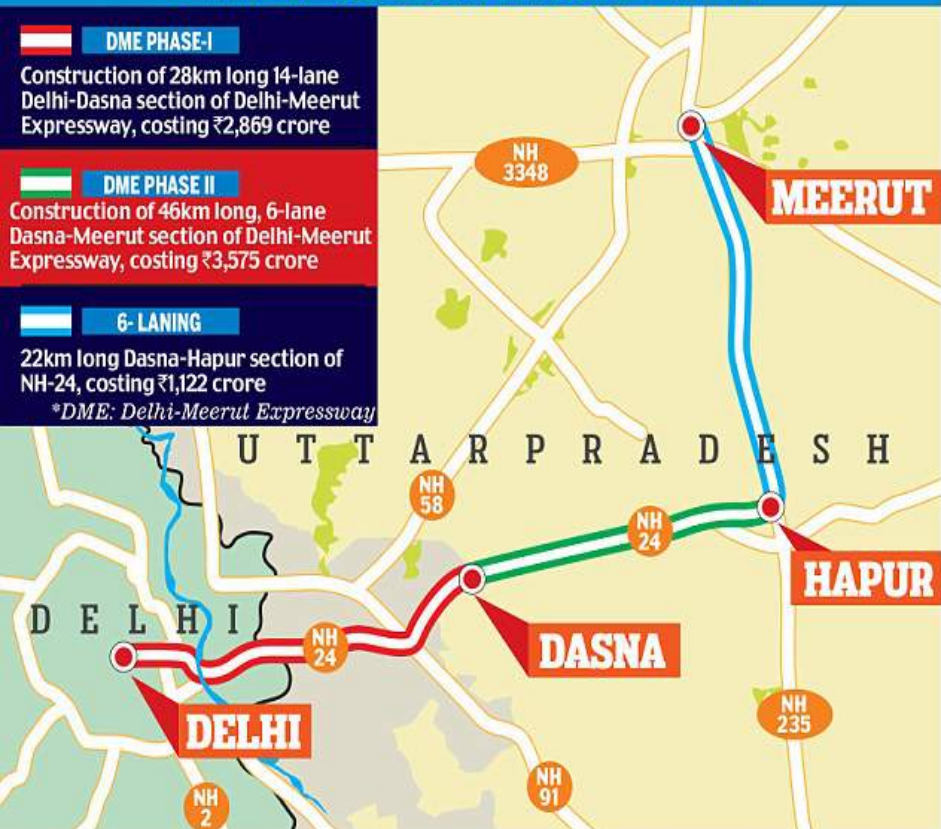 DME PHASE-I
Construction of 28km long 14-lane
Delhi-Dasna section of Delhi-Meerut
Expressway, costing ₹2,869 crore
DME PHASE II
Construction of 46km long, 6-lane
Dasna-Meerut section of Delhi-Meerut
Expressway, costing ₹3,575 crore
6- LANING
22km long Dasna-Hapur section of
NH-24, costing ₹1,122 crore
*DME: Delhi-Meerut Expressway
NH
3348
MEERUT
UTTAR PRADESH
NH
58
NH
24
HAPUR
DELHI
NH
24
DASNA
DELHI
NH
235
NH
91
NH
2